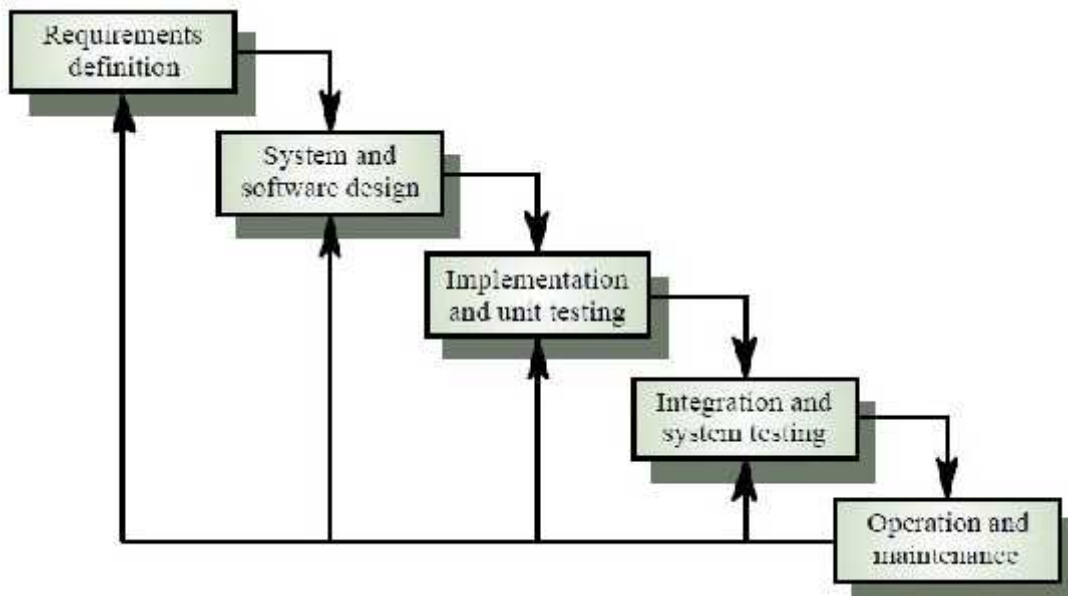 Requirements
definition
System and
software design
Implementation
and unit testing
Integration and
system testing
Operation and
maintenance